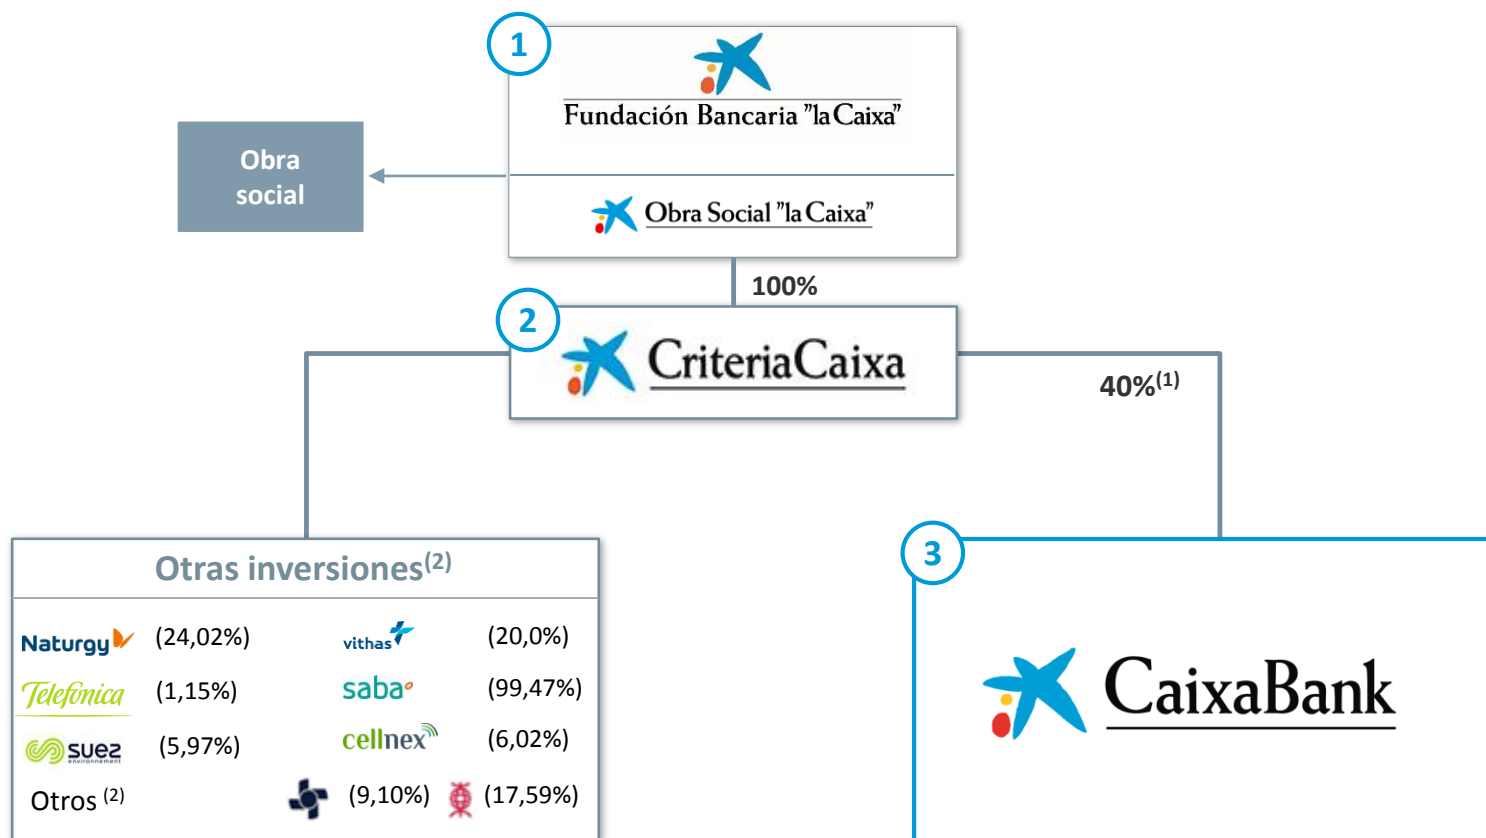 1
Fundación Bancaria "la Caixa"
Obra
social
Obra Social "la Caixa"
100%
2
CriteriaCaixa
40%(1)
Otras inversiones(2)
Naturgy (24,02%) vithas (20,0%)
Telefónica (1,15%) saba (99,47%)
suez (5,97%) cellnex (6,02%)
environnement
Otros (2) (9,10%) (17,59%)
3
CaixaBank